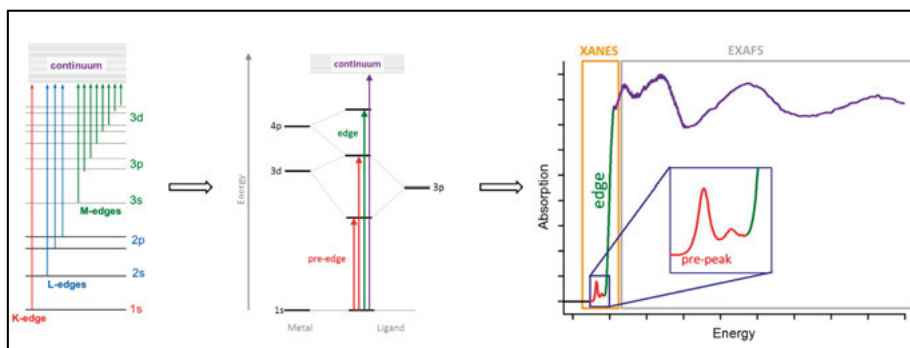 continuum
3d
3p
3s
M-edges
2p
2s
L-edges
1s
K-edge
Energy
continuum
4p
edge
3d
3p
pre-edge
1s
Metal
Ligand
XANES
EXAFS
Absorption
edge
pre-peak
Energy